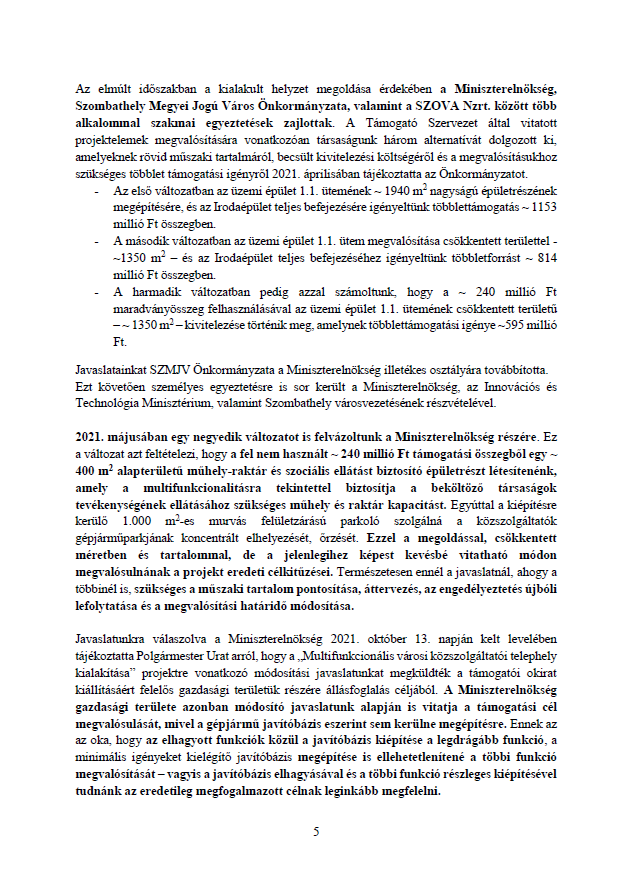 Az elmúlt időszakban a kialakult helyzet megoldása érdekében a Miniszterelnökség,
Szombathely Megyei Jogú Város Önkormányzata, valamint a SZOVA Nzrt. között több
alkalommal szakmai egyeztetések zajlottak. A Támogató Szervezet által vitatott
projektelemek megvalósítására vonatkozóan társaságunk három alternatívát dolgozott ki,
amelyeknek rövid műszaki tartalmáról, becsült kivitelezési költségéről és a megvalósításukhoz
szükséges többlet támogatási igényről 2021. áprilisában tájékoztatta az Önkormányzatot.
- Az első változatban az üzemi épület 1.1. ütemének ~ 1940 m² nagyságú épületrészének
megépítésére, és az Irodaépület teljes befejezésére igényeltünk többlettámogatás ~ 1153
millió Ft összegben.
- A második változatban az üzemi épület 1.1. ütem megvalósítása csökkentett területtel -
~1350 m² – és az Irodaépület teljes befejezéséhez igényeltünk többletforrást ~ 814
millió Ft összegben.
- A harmadik változatban pedig azzal számoltunk, hogy a ~ 240 millió Ft
maradványösszeg felhasználásával az üzemi épület 1.1. ütemének csökkentett területű
– ~ 1350 m² – kivitelezése történik meg, amelynek többlettámogatási igénye ~595 millió
Ft.
Javaslatainkat SZMJV Önkormányzata a Miniszterelnökség illetékes osztályára továbbította.
Ezt követően személyes egyeztetésre is sor került a Miniszterelnökség, az Innovációs és
Technológia Minisztérium, valamint Szombathely városvezetésének részvételével.
2021. májusában egy negyedik változatot is felvázoltunk a Miniszterelnökség részére. Ez
a változat azt feltételezi, hogy a fel nem használt ~ 240 millió Ft támogatási összegből egy ~
400 m² alapterületű műhely-raktár és szociális ellátást biztosító épületrészt létesítenénk,
amely a multifunkcionalitásra tekintettel biztosítja a beköltöző társaságok
tevékenységének ellátásához szükséges műhely és raktár kapacitást. Egyúttal a kiépítésre
kerülő 1.000 m²-es murvás felületzárású parkoló szolgálná a közszolgáltatók
gépjárműparkjának koncentrált elhelyezését, őrzését. Ezzel a megoldással, csökkentett
méretben és tartalommal, de a jelenlegihez képest kevésbé vitatható módon
megvalósulnának a projekt eredeti célkitűzései. Természetesen ennél a javaslatnál, ahogy a
többinél is, szükséges a műszaki tartalom pontosítása, áttervezés, az engedélyeztetés újbóli
lefolytatása és a megvalósítási határidő módosítása.
Javaslatunkra válaszolva a Miniszterelnökség 2021. október 13. napján kelt levelében
tájékoztatta Polgármester Urat arról, hogy a „Multifunkcionális városi közszolgáltatói telephely
kialakítása” projektre vonatkozó módosítási javaslatunkat megküldték a támogatói okirat
kiállításáért felelős gazdasági területük részére állásfoglalás céljából. A Miniszterelnökség
gazdasági területe azonban módosító javaslatunk alapján is vitatja a támogatási cél
megvalósulását, mivel a gépjármű javítóbázis eszerint sem kerülne megépítésre. Ennek az
az oka, hogy az elhagyott funkciók közül a javítóbázis kiépítése a legdrágább funkció, a
minimális igényeket kielégítő javítóbázis megépítése is ellehetetlenítené a többi funkció
megvalósítását – vagyis a javítóbázis elhagyásával és a többi funkció részleges kiépítésével
tudnánk az eredetileg megfogalmazott célnak leginkább megfelelni.
5